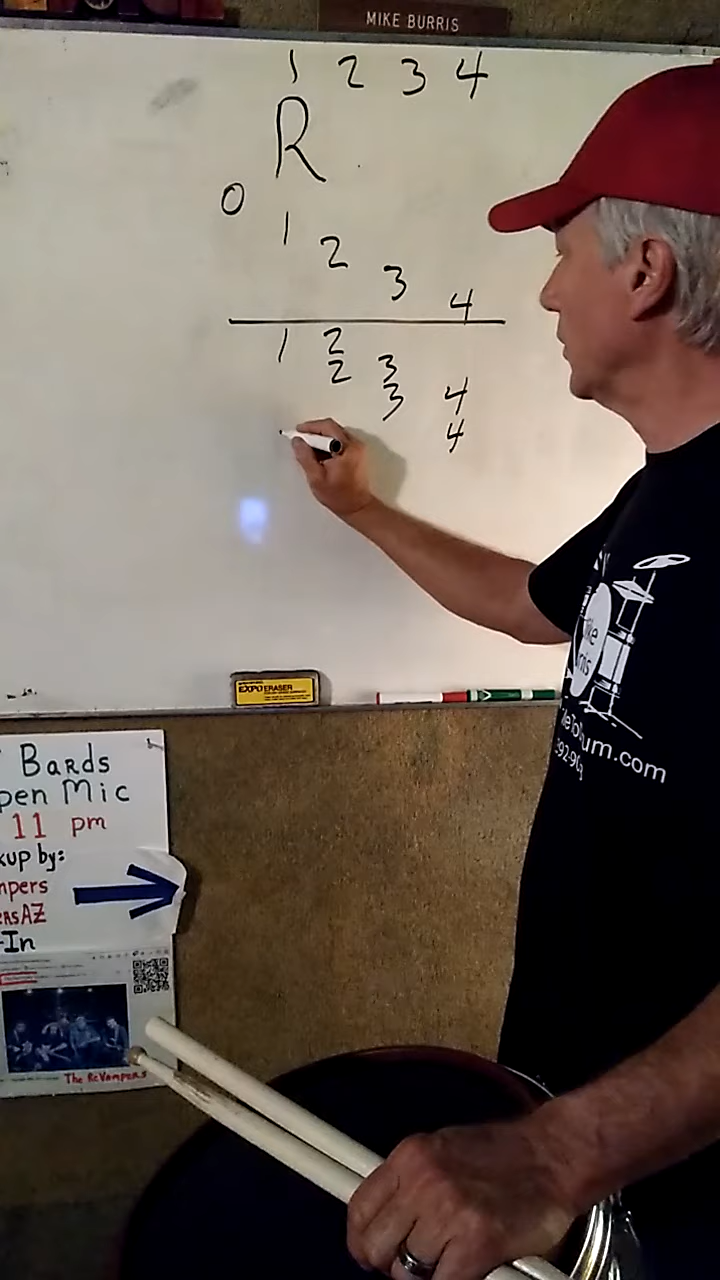 MIKE BURRIS
1 2 3 4
R
0
1
2
3
4
1 2
2 3
3 4
4
EXPO ERASER
Bards
pen Mic
11 pm
kup by:
mpers
ersAZ
-In
The ReVampers
um.com